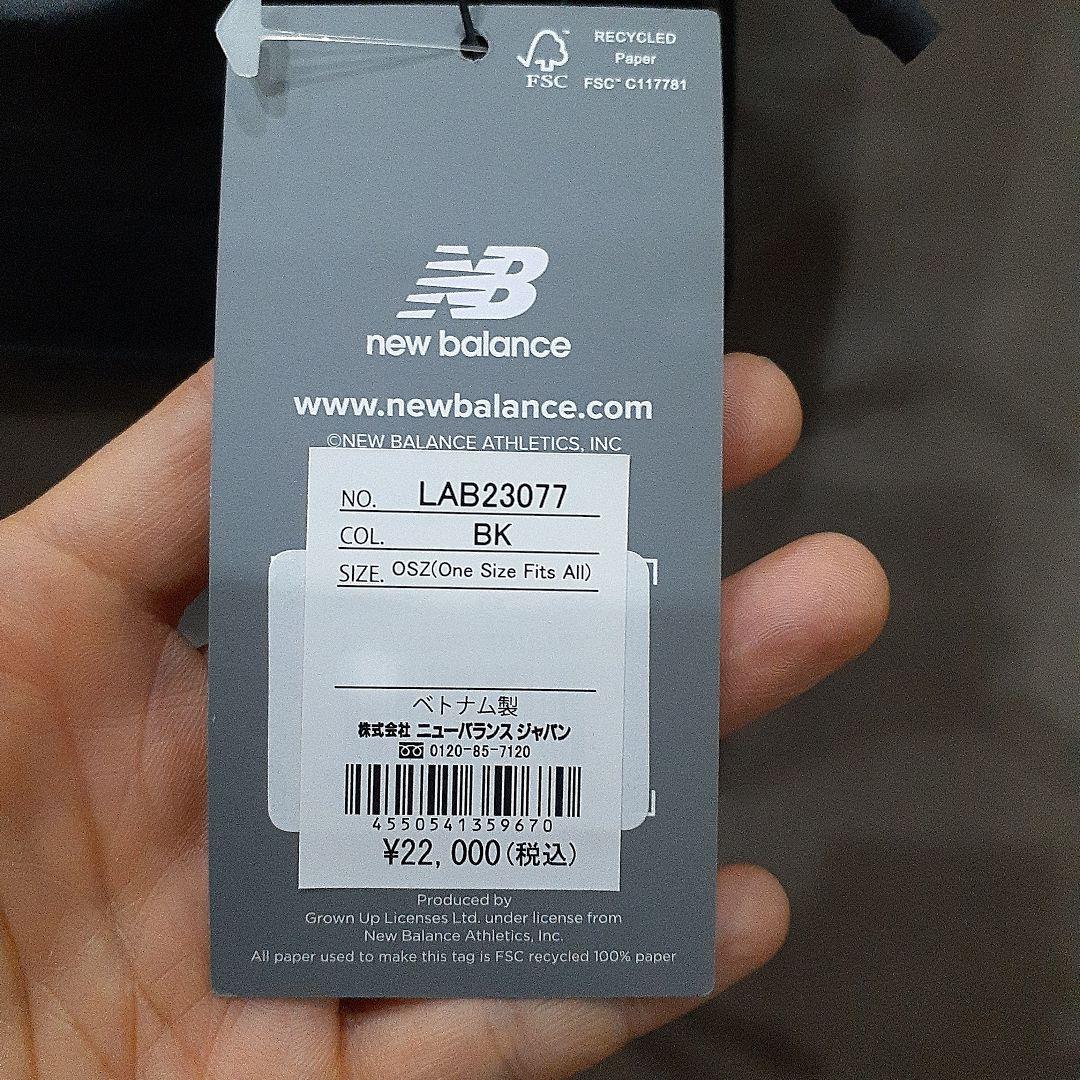 FSC
RECYCLED
Paper
FSC™ C117781
NB
new balance
www.newbalance.com
©NEW BALANCE ATHLETICS, INC
NO. LAB23077
COL. BK
SIZE. OSZ(One Size Fits All)
ベトナム製
株式会社 ニューバランス ジャパン
0120-85-7120
4550541359670
¥22,000(税込)
Produced by
Grown Up Licenses Ltd. under license from
New Balance Athletics, Inc.
All paper used to make this tag is FSC recycled 100% paper